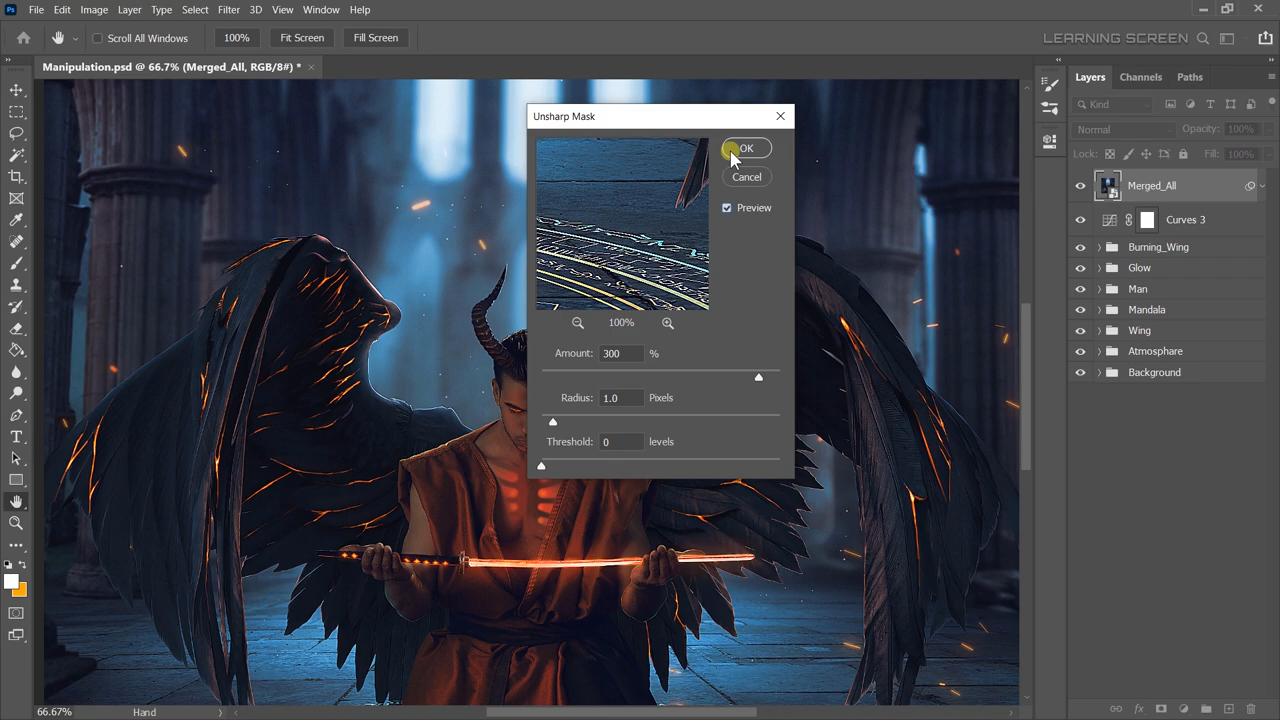 Ps File Edit Image Layer Type Select Filter 3D View Window Help
Scroll All Windows 100% Fit Screen Fill Screen LEARNING SCREEN
Manipulation.psd @ 66.7% (Merged_All, RGB/8#) *
Unsharp Mask
OK
Cancel
Preview
100%
Amount: 300 %
Radius: 1.0 Pixels
Threshold: 0 levels
Layers Channels Paths
Kind
Normal Opacity: 100%
Lock: Fill: 100%
Merged_All
Curves 3
Burning_Wing
Glow
Man
Mandala
Wing
Atmosphare
Background
66.67% Hand